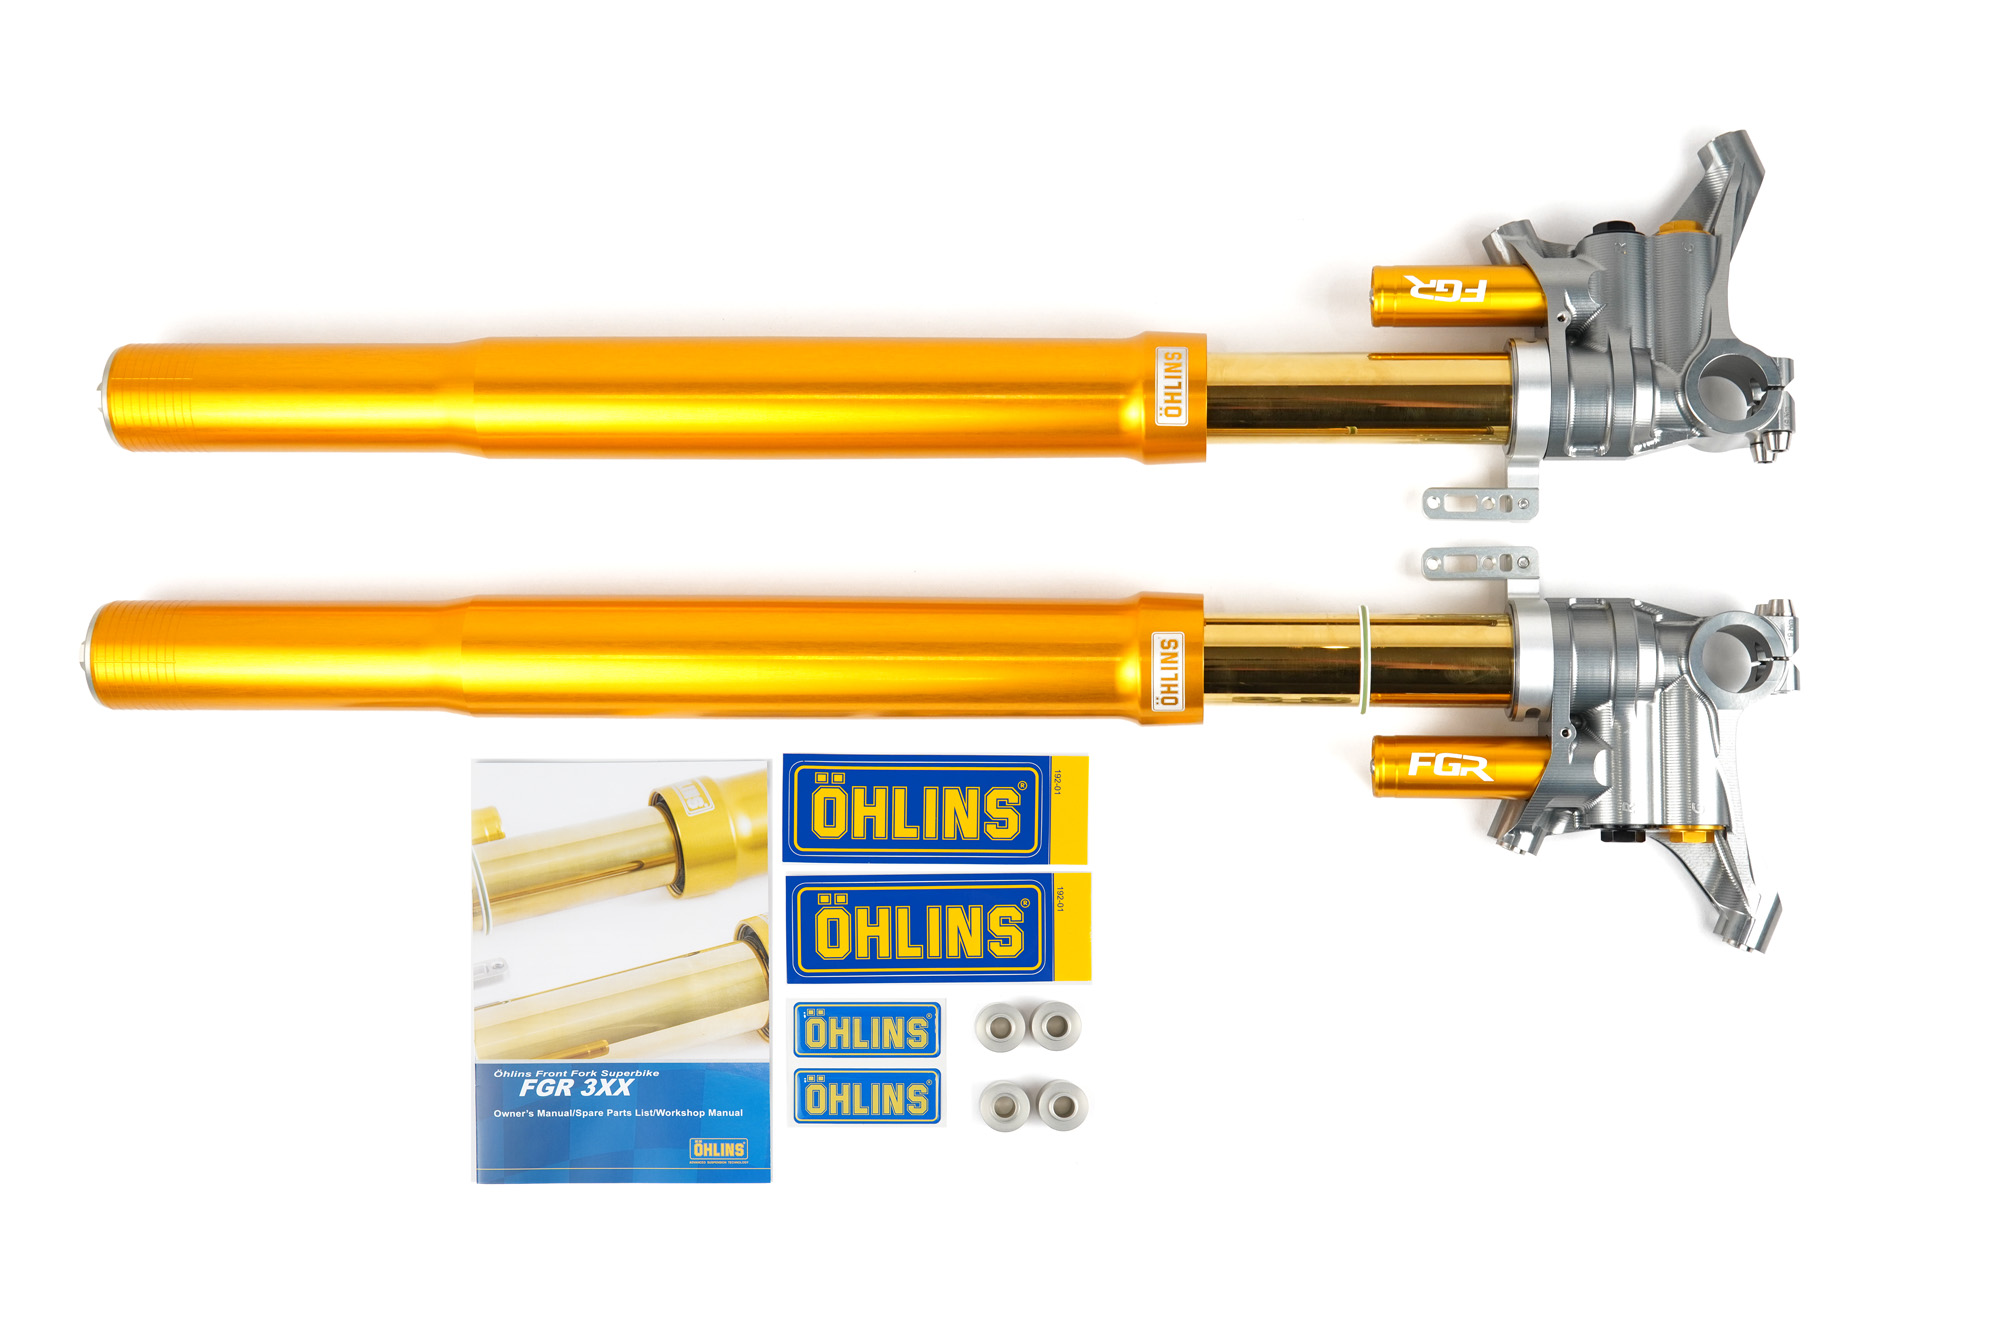 FGR
ÖHLINS
ÖHLINS
FGR
ÖHLINS
ÖHLINS®
192-01
ÖHLINS®
192-01
ÖHLINS®
ÖHLINS®
Öhlins Front Fork Superbike
FGR 3XX
Owner's Manual/Spare Parts List/Workshop Manual
ÖHLINS
ADVANCED SUSPENSION TECHNOLOGY